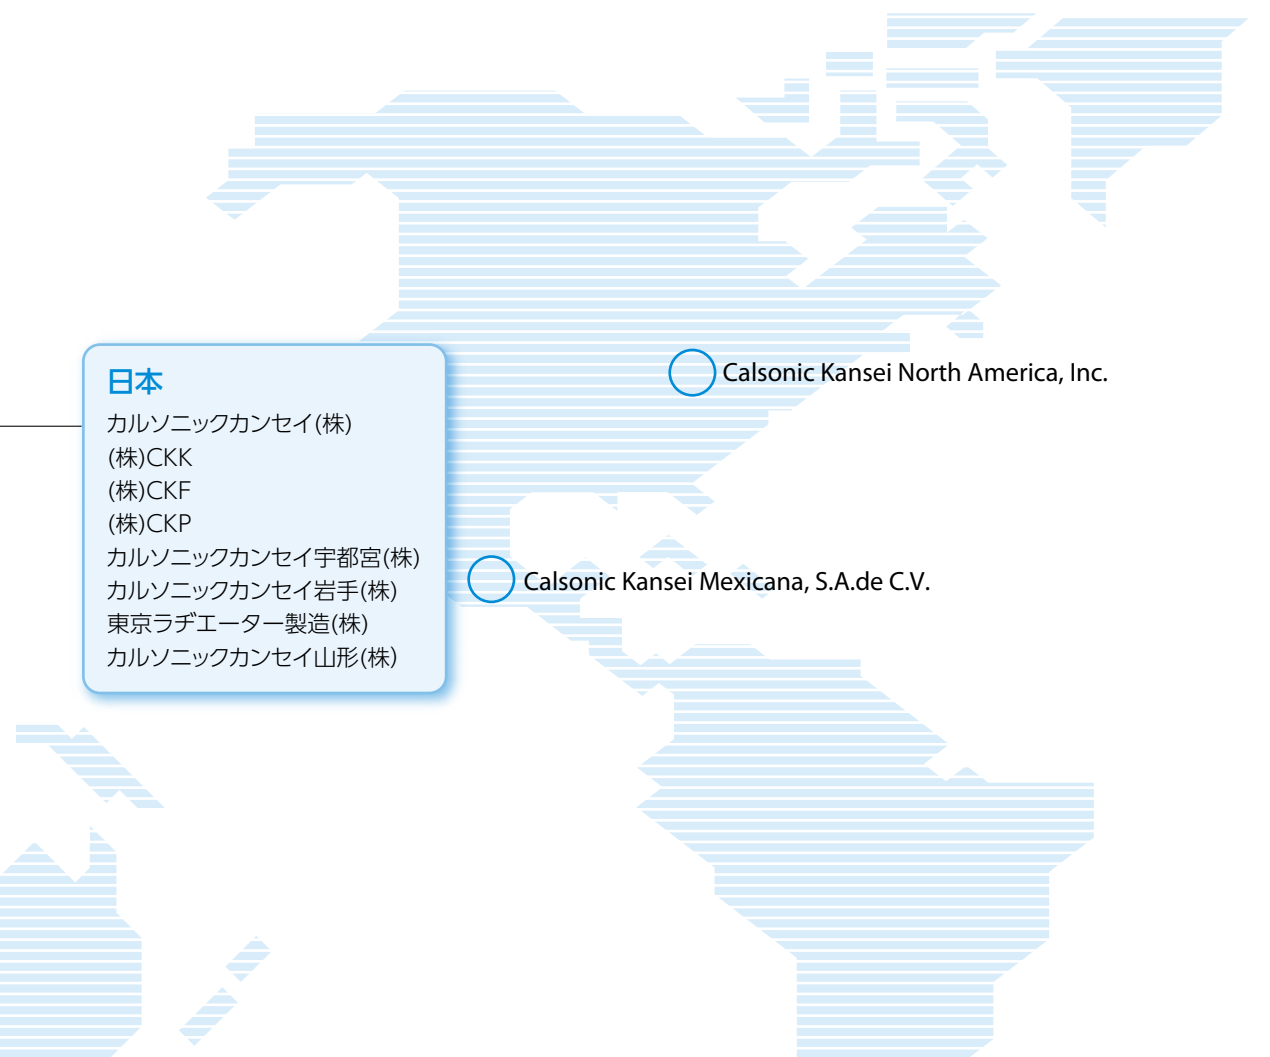 日本
カルソニックカンセイ(株)
(株)CKK
(株)CKF
(株)CKP
カルソニックカンセイ宇都宮(株)
カルソニックカンセイ岩手(株)
東京ラヂエーター製造(株)
カルソニックカンセイ山形(株)
Calsonic Kansei North America, Inc.
Calsonic Kansei Mexicana, S.A.de C.V.